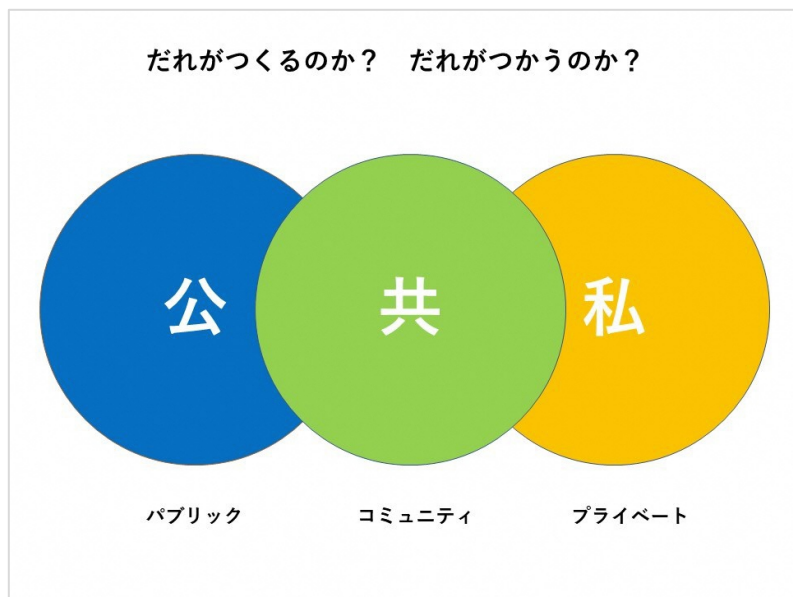 だれがつくるのか？　だれがつかうのか？
公　共　私
パブリック　コミュニティ　プライベート